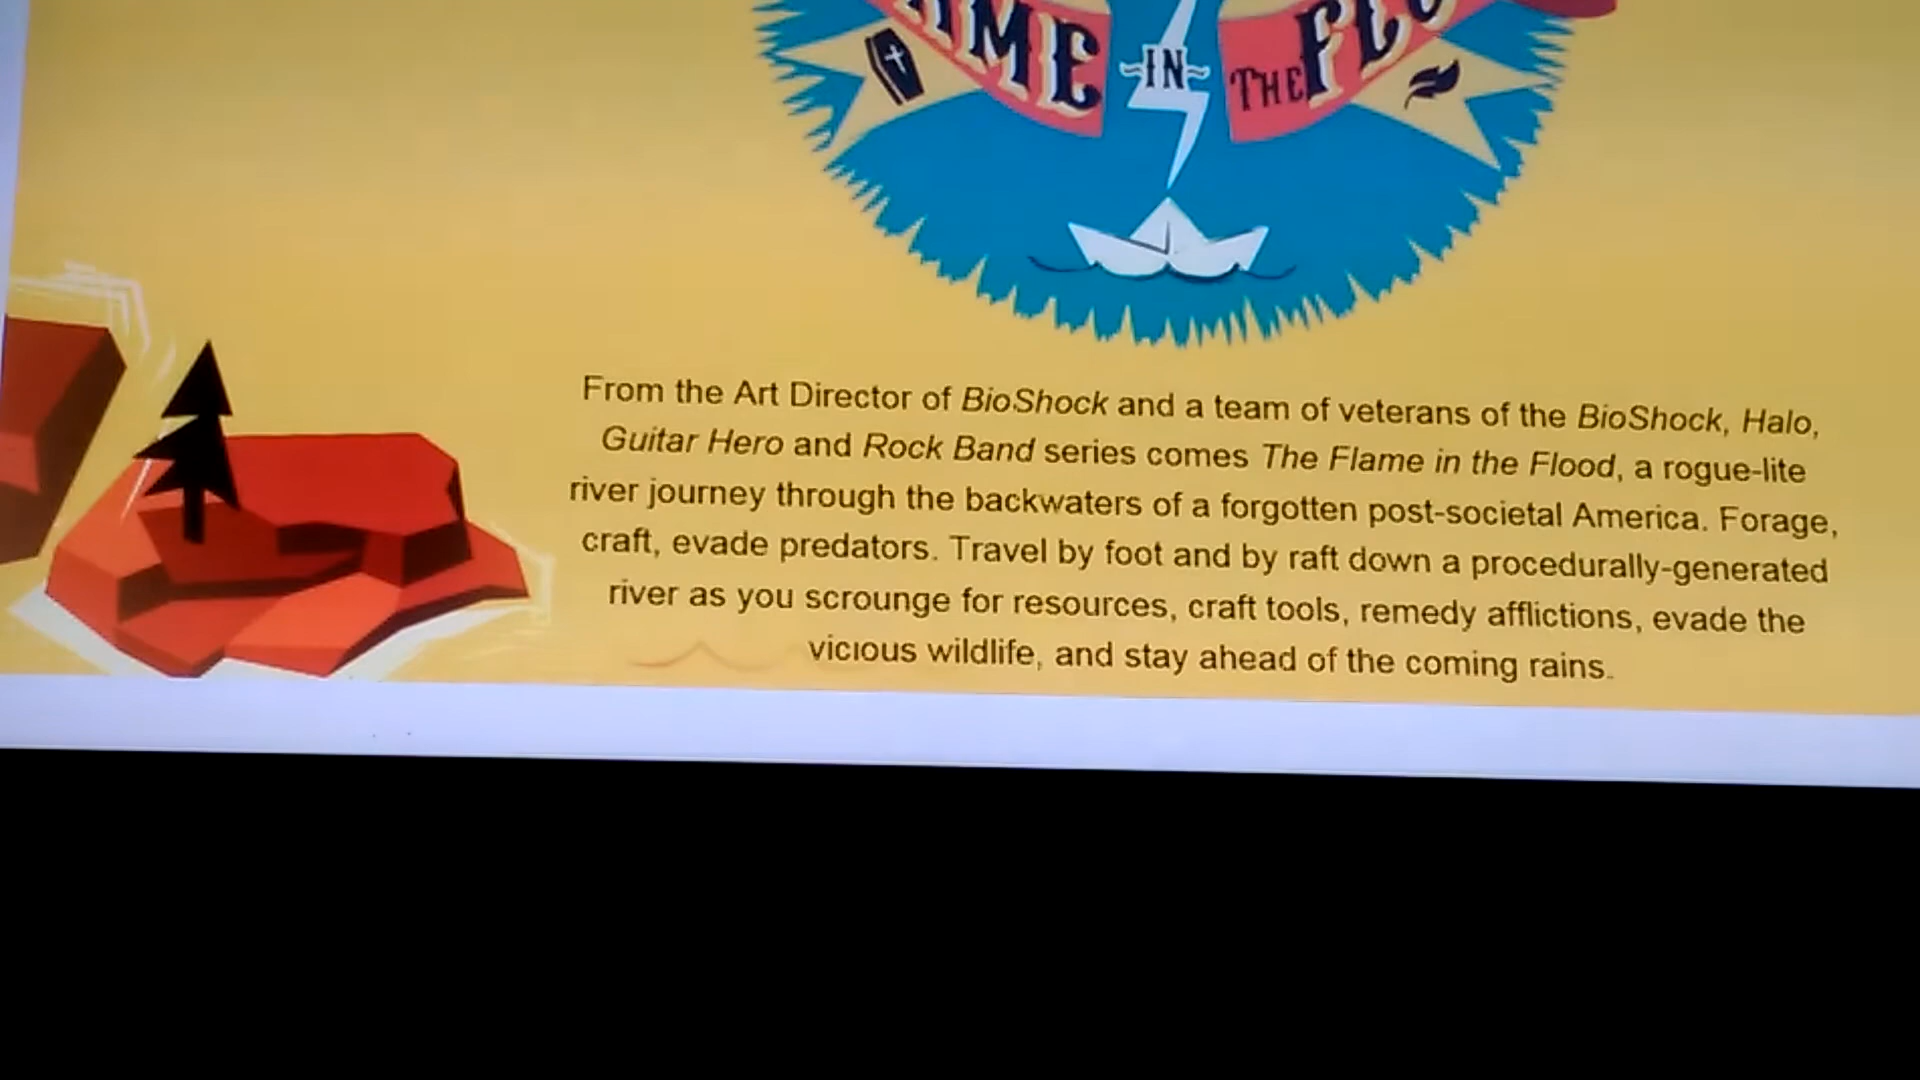 IN THE
From the Art Director of BioShock and a team of veterans of the BioShock, Halo,
Guitar Hero and Rock Band series comes The Flame in the Flood, a rogue-lite
river journey through the backwaters of a forgotten post-societal America. Forage,
craft, evade predators. Travel by foot and by raft down a procedurally-generated
river as you scrounge for resources, craft tools, remedy afflictions, evade the
vicious wildlife, and stay ahead of the coming rains.